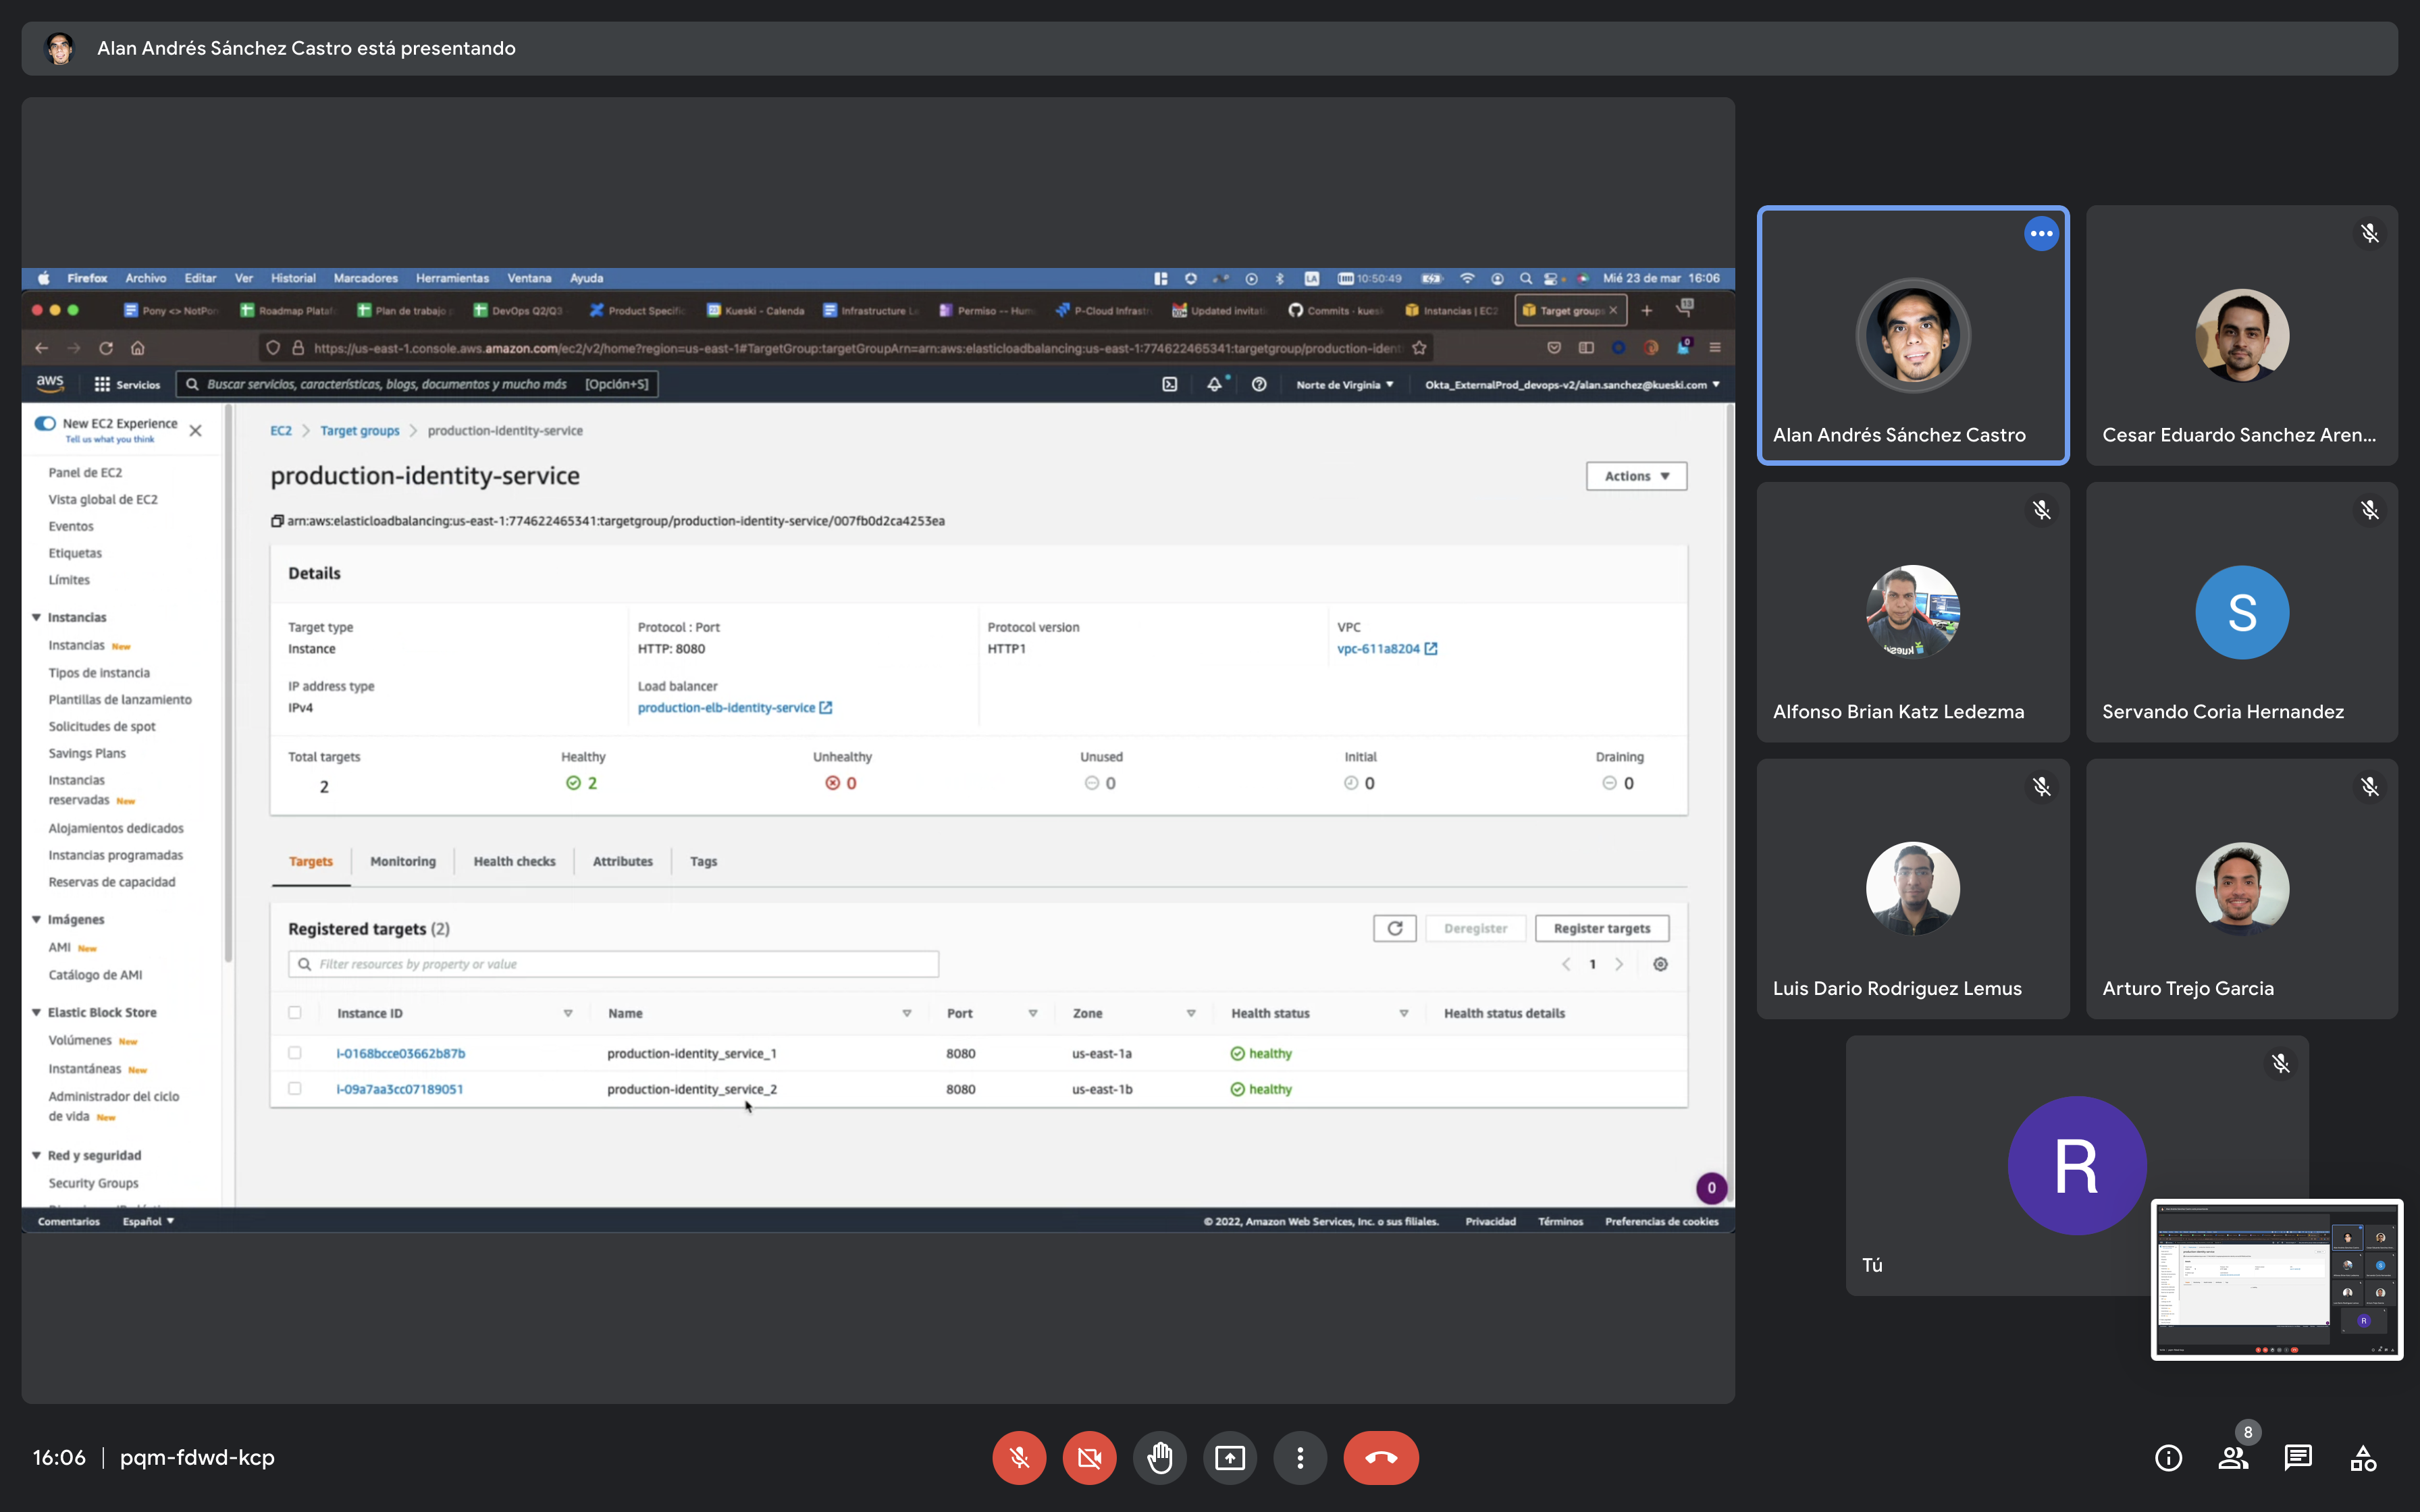 Alan Andrés Sánchez Castro está presentando
Firefox Archivo Editar Ver Historial Marcadores Herramientas Ventana Ayuda
LA 10:50:49 Mié 23 de mar 16:06
Pony <> NotPon
Roadmap Plataf
Plan de trabajo p
DevOps Q2/Q3
Product Specific
Kueski - Calenda
Infrastructure L
Permiso -- Hum
P-Cloud Infrastr
Updated invitati
Commits · kues
Instancias | EC2
Target groups
13
https://us-east-1.console.aws.amazon.com/ec2/v2/home?region=us-east-1#TargetGroup:targetGroupArn=arn:aws:elasticloadbalancing:us-east-1:774622465341:targetgroup/production-ident
0
aws Servicios Buscar servicios, características, blogs, documentos y mucho más [Opción+S] Norte de Virginia Okta_ExternalProd_devops-v2/alan.sanchez@kueski.com
New EC2 Experience
Tell us what you think
Panel de EC2
Vista global de EC2
Eventos
Etiquetas
Límites
Instancias
Instancias New
Tipos de instancia
Plantillas de lanzamiento
Solicitudes de spot
Savings Plans
Instancias
reservadas New
Alojamientos dedicados
Instancias programadas
Reservas de capacidad
Imágenes
AMI New
Catálogo de AMI
Elastic Block Store
Volúmenes New
Instantáneas New
Administrador del ciclo
de vida New
Red y seguridad
Security Groups
EC2 > Target groups > production-identity-service
production-identity-service
Actions
arn:aws:elasticloadbalancing:us-east-1:774622465341:targetgroup/production-identity-service/007fb0d2ca4253ea
Details
Target type
Instance
Protocol : Port
HTTP: 8080
Protocol version
HTTP1
VPC
vpc-611a8204
IP address type
IPv4
Load balancer
production-elb-identity-service
Total targets Healthy Unhealthy Unused Initial Draining
2 2 0 0 0 0
Targets Monitoring Health checks Attributes Tags
Registered targets (2)
Deregister Register targets
Filter resources by property or value
1
Instance ID Name Port Zone Health status Health status details
i-0168bcce03662b87b production-identity_service_1 8080 us-east-1a healthy
i-09a7aa3cc07189051 production-identity_service_2 8080 us-east-1b healthy
0
Comentarios Español © 2022, Amazon Web Services, Inc. o sus filiales. Privacidad Términos Preferencias de cookies
Alan Andrés Sánchez Castro
Cesar Eduardo Sanchez Aren...
Alfonso Brian Katz Ledezma
S
Servando Coria Hernandez
Luis Dario Rodriguez Lemus
Arturo Trejo Garcia
R
Tú
16:06 | pqm-fdwd-kcp
8